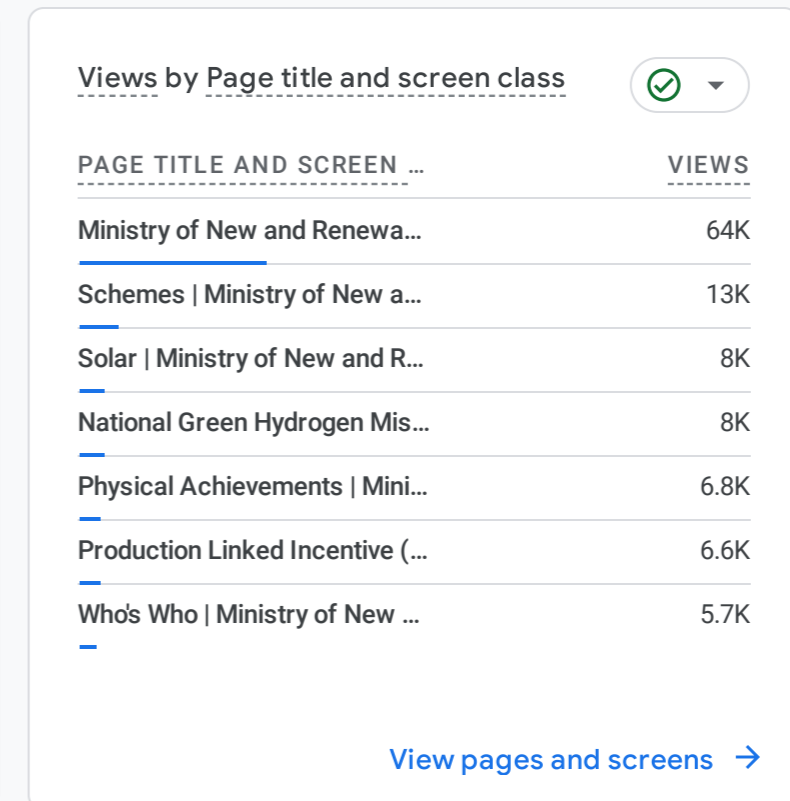 Views by Page title and screen class
PAGE TITLE AND SCREEN … VIEWS
Ministry of New and Renewa… 64K
Schemes | Ministry of New a… 13K
Solar | Ministry of New and R… 8K
National Green Hydrogen Mis… 8K
Physical Achievements | Mini… 6.8K
Production Linked Incentive (… 6.6K
Who's Who | Ministry of New … 5.7K
View pages and screens